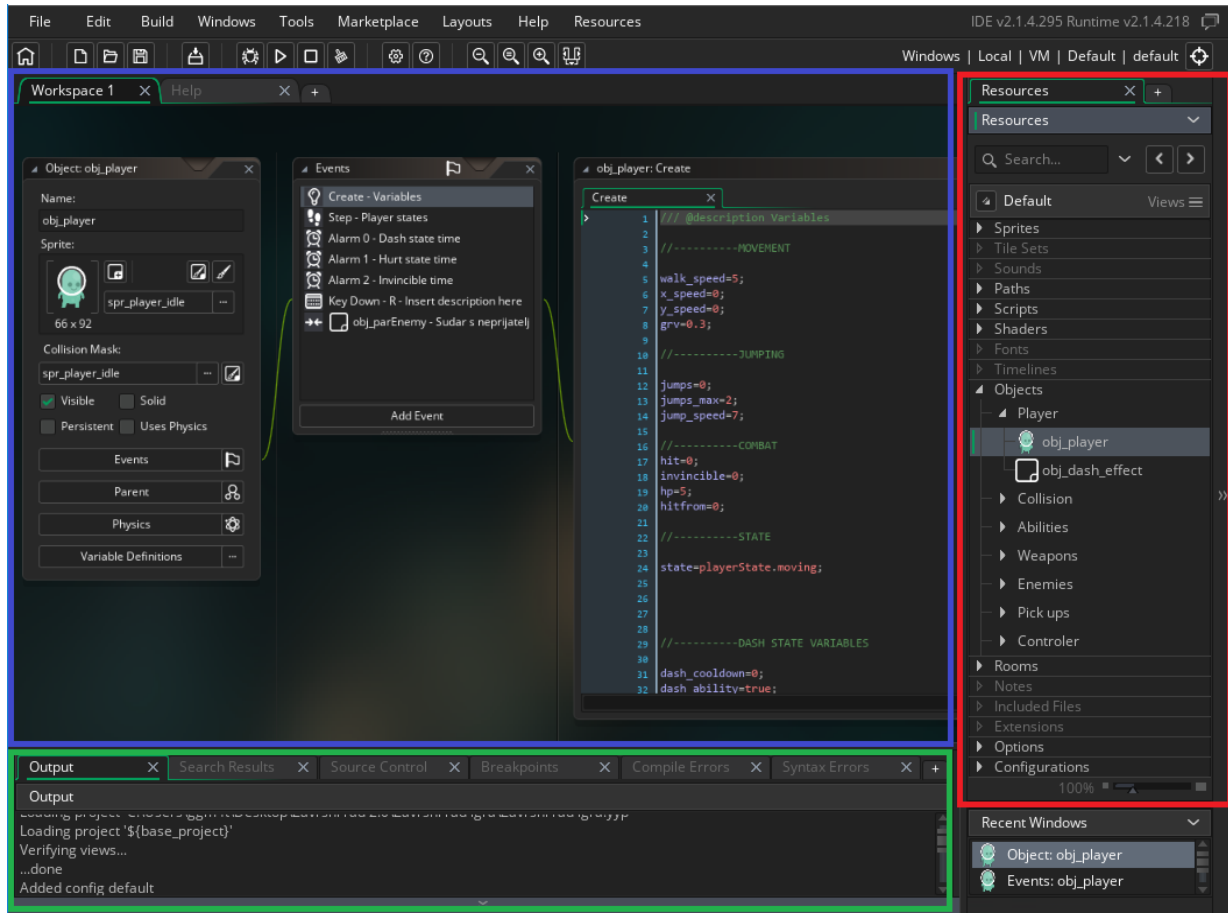 File Edit Build Windows Tools Marketplace Layouts Help Resources IDE v2.1.4.295 Runtime v2.1.4.218
Windows | Local | VM | Default | default
Workspace 1 Help +
Object: obj_player
Name:
obj_player
Sprite:
spr_player_idle ...
66 x 92
Collision Mask:
spr_player_idle ...
Visible Solid
Persistent Uses Physics
Events
Parent
Physics
Variable Definitions ...
Events
Create - Variables
Step - Player states
Alarm 0 - Dash state time
Alarm 1 - Hurt state time
Alarm 2 - Invincible time
Key Down - R - Insert description here
obj_parEnemy - Sudar s neprijatelj
Add Event
obj_player: Create
Create
1 /// @description Variables
2
3 //----------MOVEMENT
4
5 walk_speed=5;
6 x_speed=0;
7 y_speed=0;
8 grv=0.3;
9
10 //----------JUMPING
11
12 jumps=0;
13 jumps_max=2;
14 jump_speed=7;
15
16 //----------COMBAT
17 hit=0;
18 invincible=0;
19 hp=5;
20 hitfrom=0;
21
22 //----------STATE
23
24 state=playerState.moving;
25
26
27
28
29 //----------DASH STATE VARIABLES
30
31 dash_cooldown=0;
32 dash_ability=true;
Output Search Results Source Control Breakpoints Compile Errors Syntax Errors +
Output
Loading project
Loading project '${base_project}'
Verifying views...
...done
Added config default
Resources +
Resources
Search...
Default Views
Sprites
Tile Sets
Sounds
Paths
Scripts
Shaders
Fonts
Timelines
Objects
Player
obj_player
obj_dash_effect
Collision
Abilities
Weapons
Enemies
Pick ups
Controler
Rooms
Notes
Included Files
Extensions
Options
Configurations
100%
Recent Windows
Object: obj_player
Events: obj_player